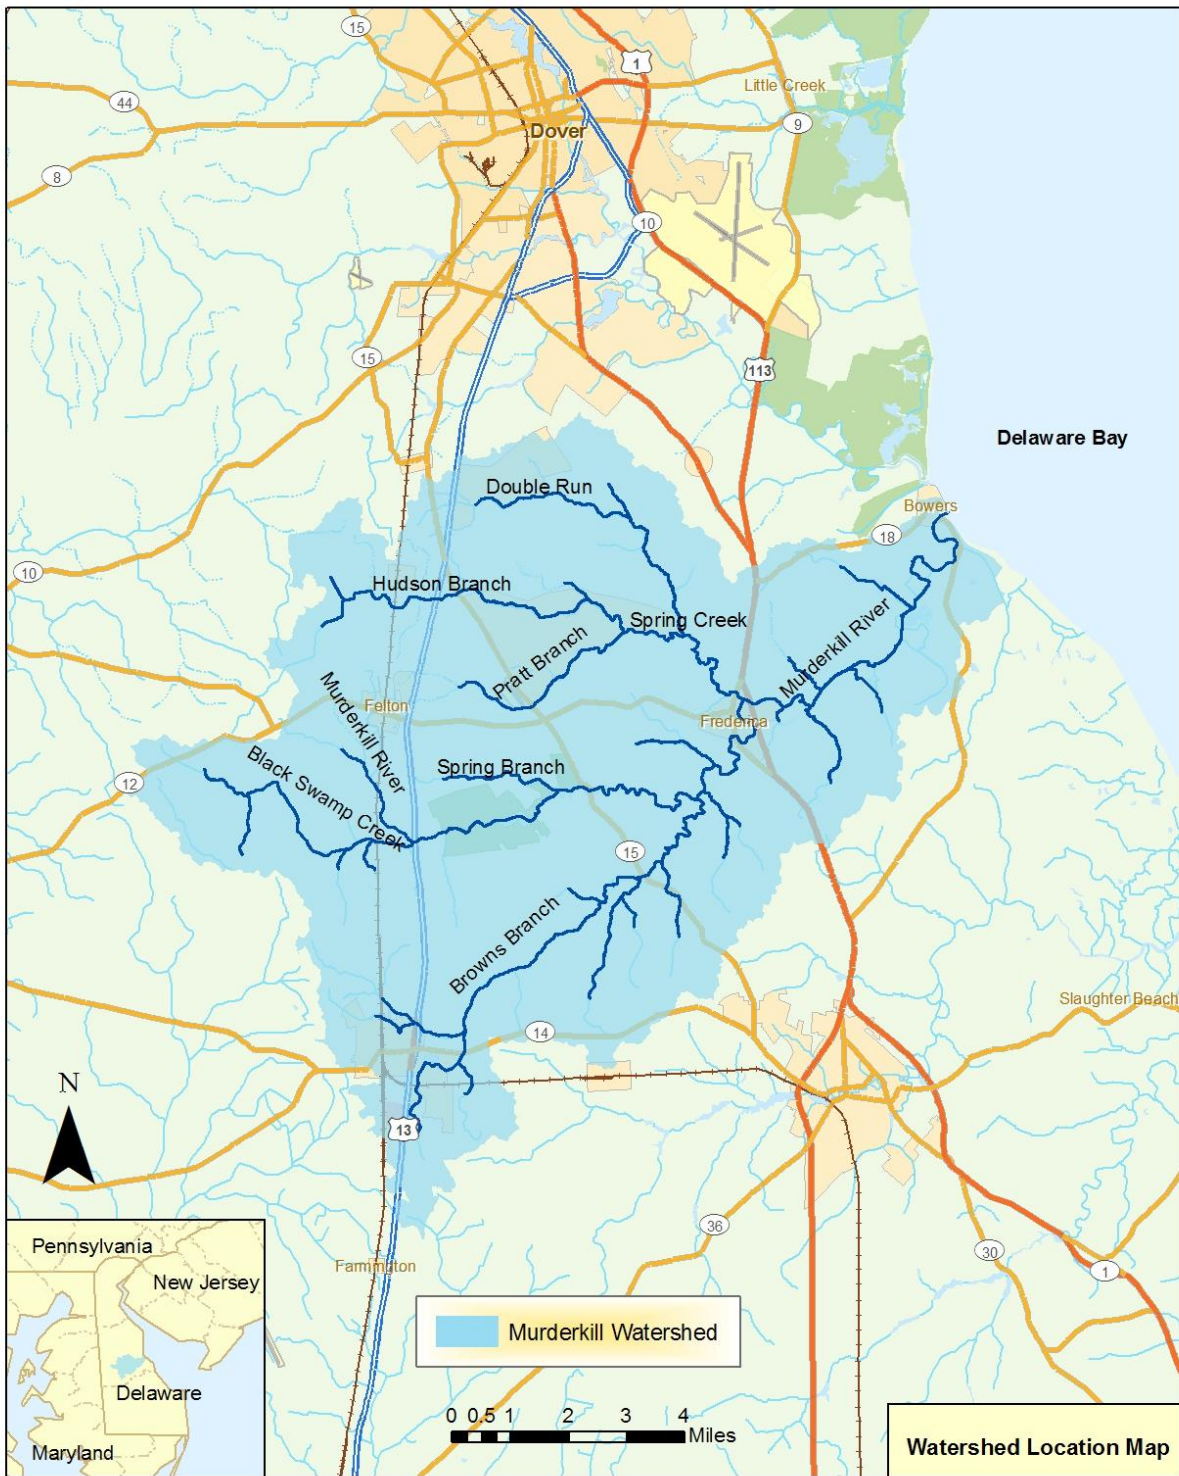 15
1
Little Creek
44
9
Dover
8
10
15
113
Delaware Bay
Double Run
Bowers
18
10
Hudson Branch
Spring Creek
Murderkill River
Pratt Branch
Murderkill River
Felton
Frederica
12
Black Swamp Creek
Spring Branch
15
Browns Branch
Slaughter Beach
14
N
13
36
30
1
Farmington
Pennsylvania
New Jersey
Delaware
Maryland
Murderkill Watershed
0 0.5 1 2 3 4
Miles
Watershed Location Map